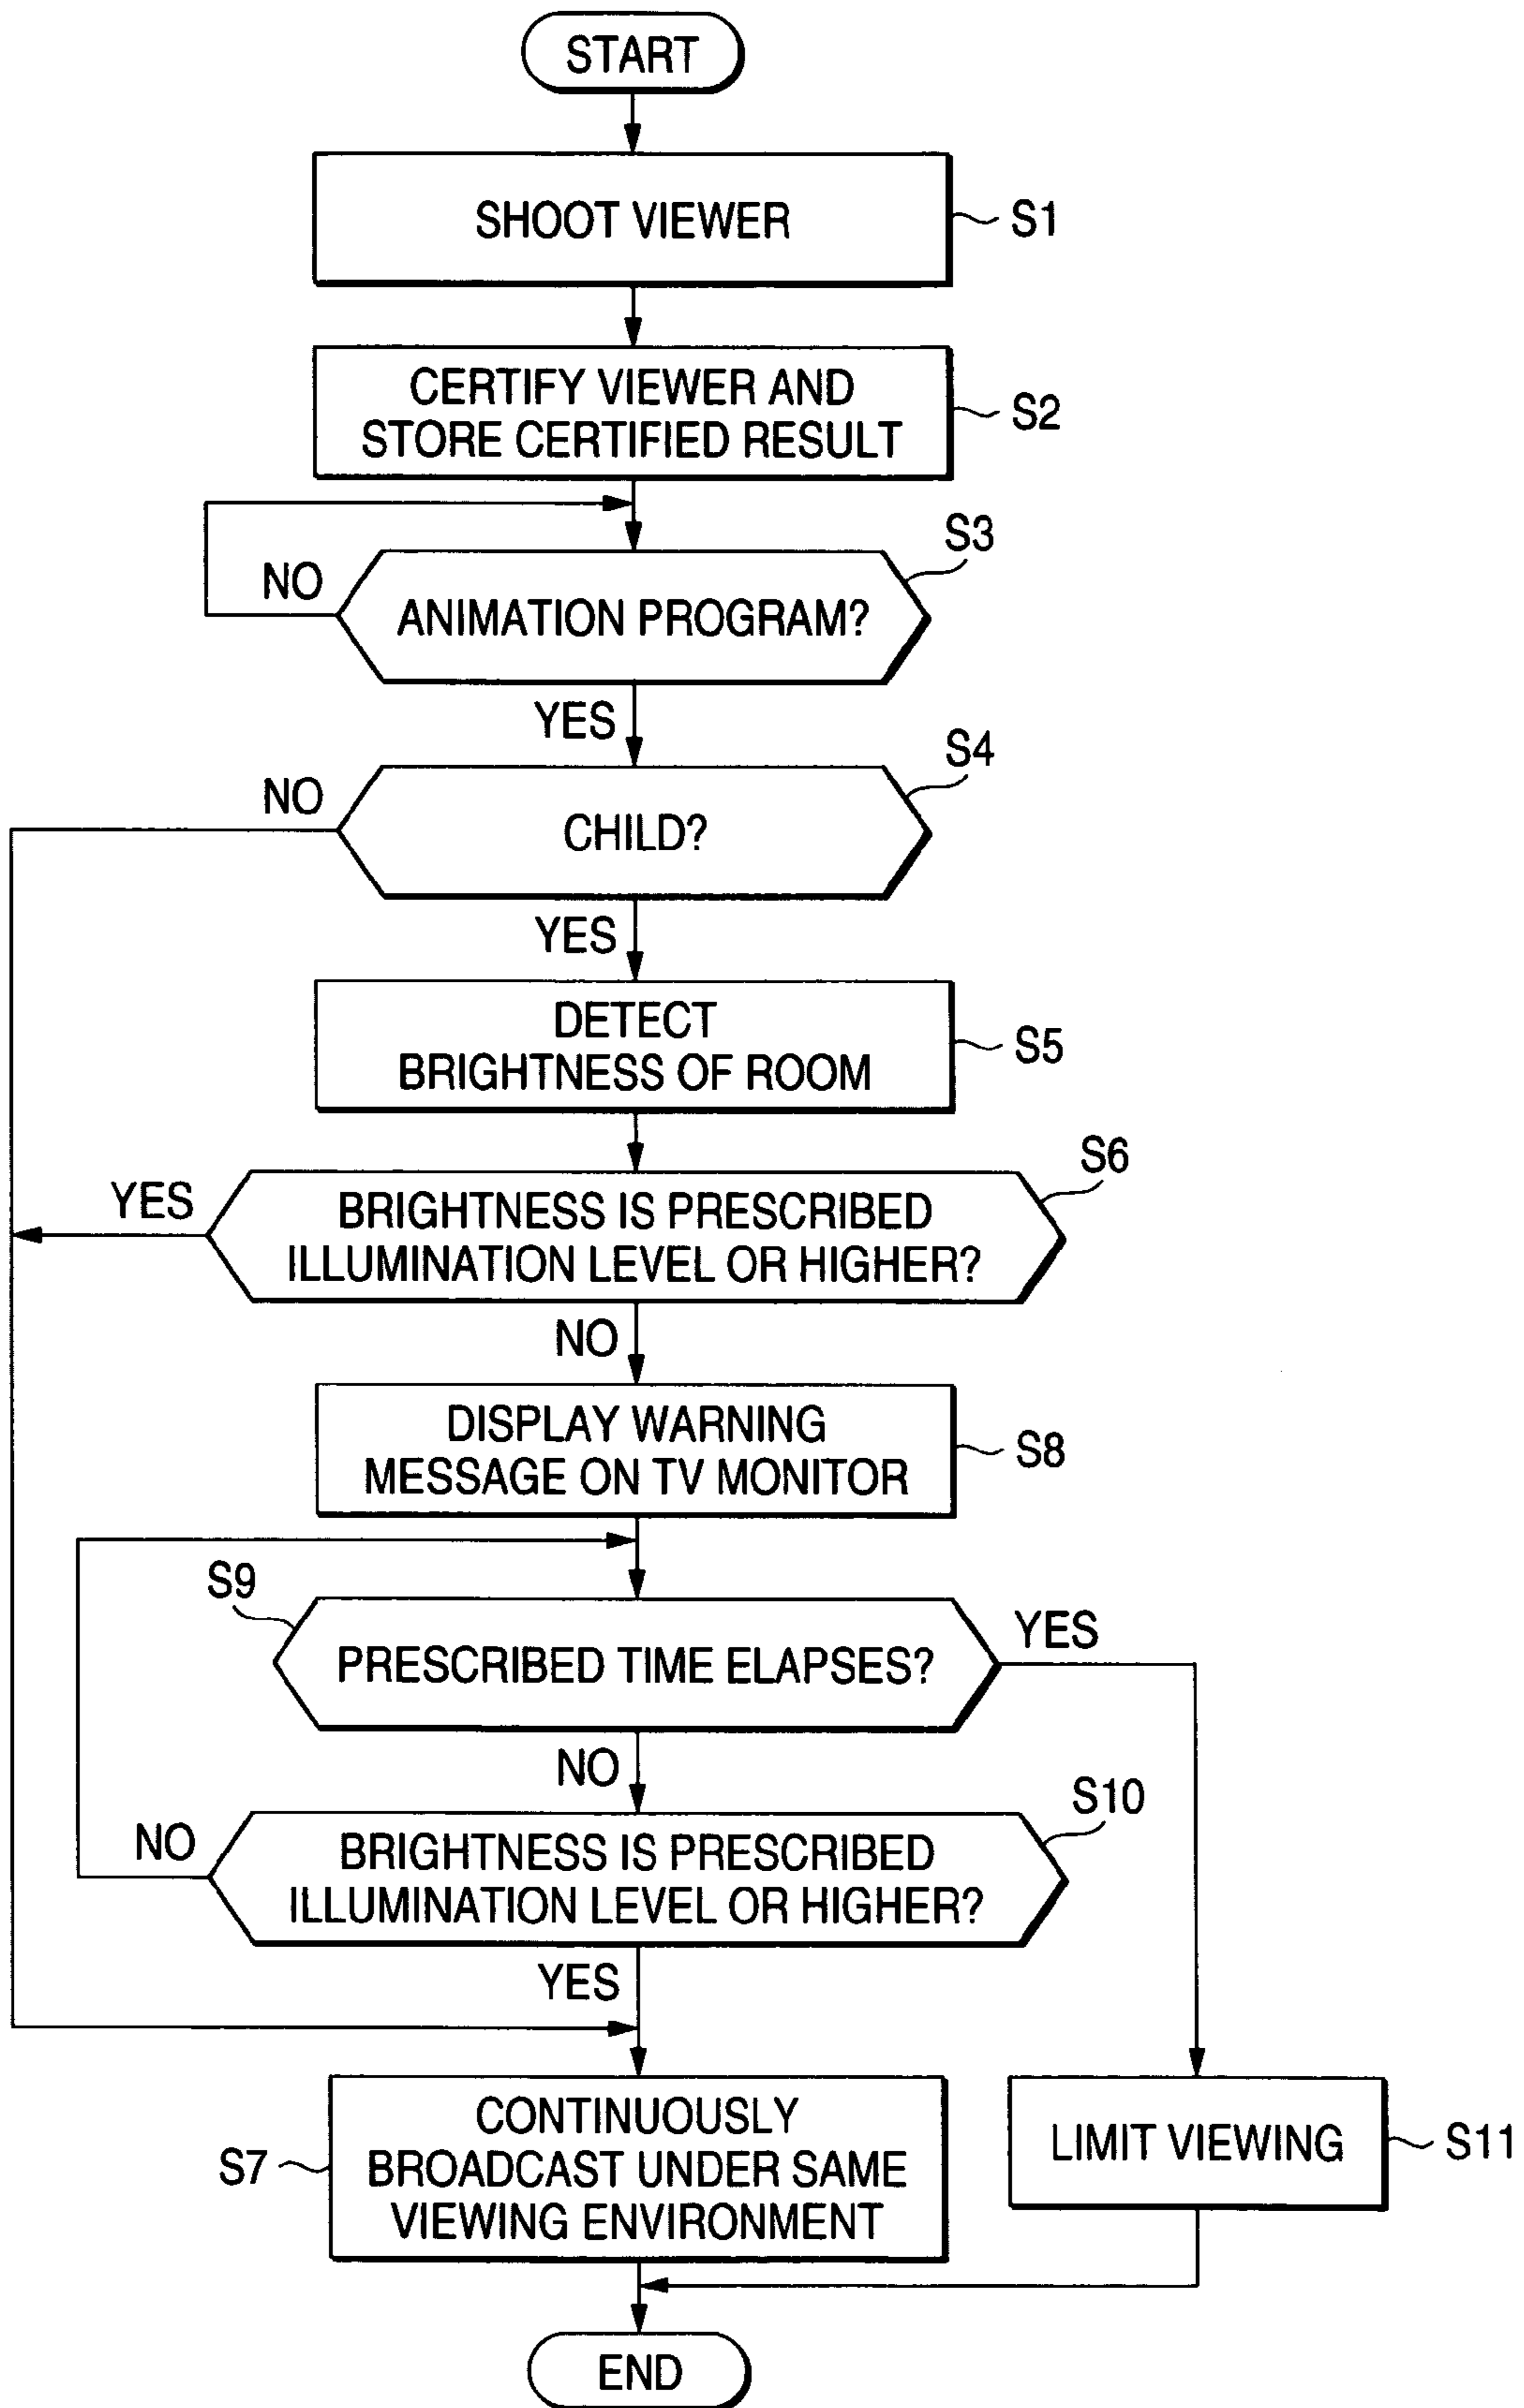 START
SHOOT VIEWER
S1
CERTIFY VIEWER AND
STORE CERTIFIED RESULT
S2
S3
NO
ANIMATION PROGRAM?
YES
S4
NO
CHILD?
YES
DETECT
BRIGHTNESS OF ROOM
S5
S6
YES
BRIGHTNESS IS PRESCRIBED
ILLUMINATION LEVEL OR HIGHER?
NO
DISPLAY WARNING
MESSAGE ON TV MONITOR
S8
S9
YES
PRESCRIBED TIME ELAPSES?
NO
S10
NO
BRIGHTNESS IS PRESCRIBED
ILLUMINATION LEVEL OR HIGHER?
YES
CONTINUOUSLY
BROADCAST UNDER SAME
VIEWING ENVIRONMENT
S7
LIMIT VIEWING
S11
END